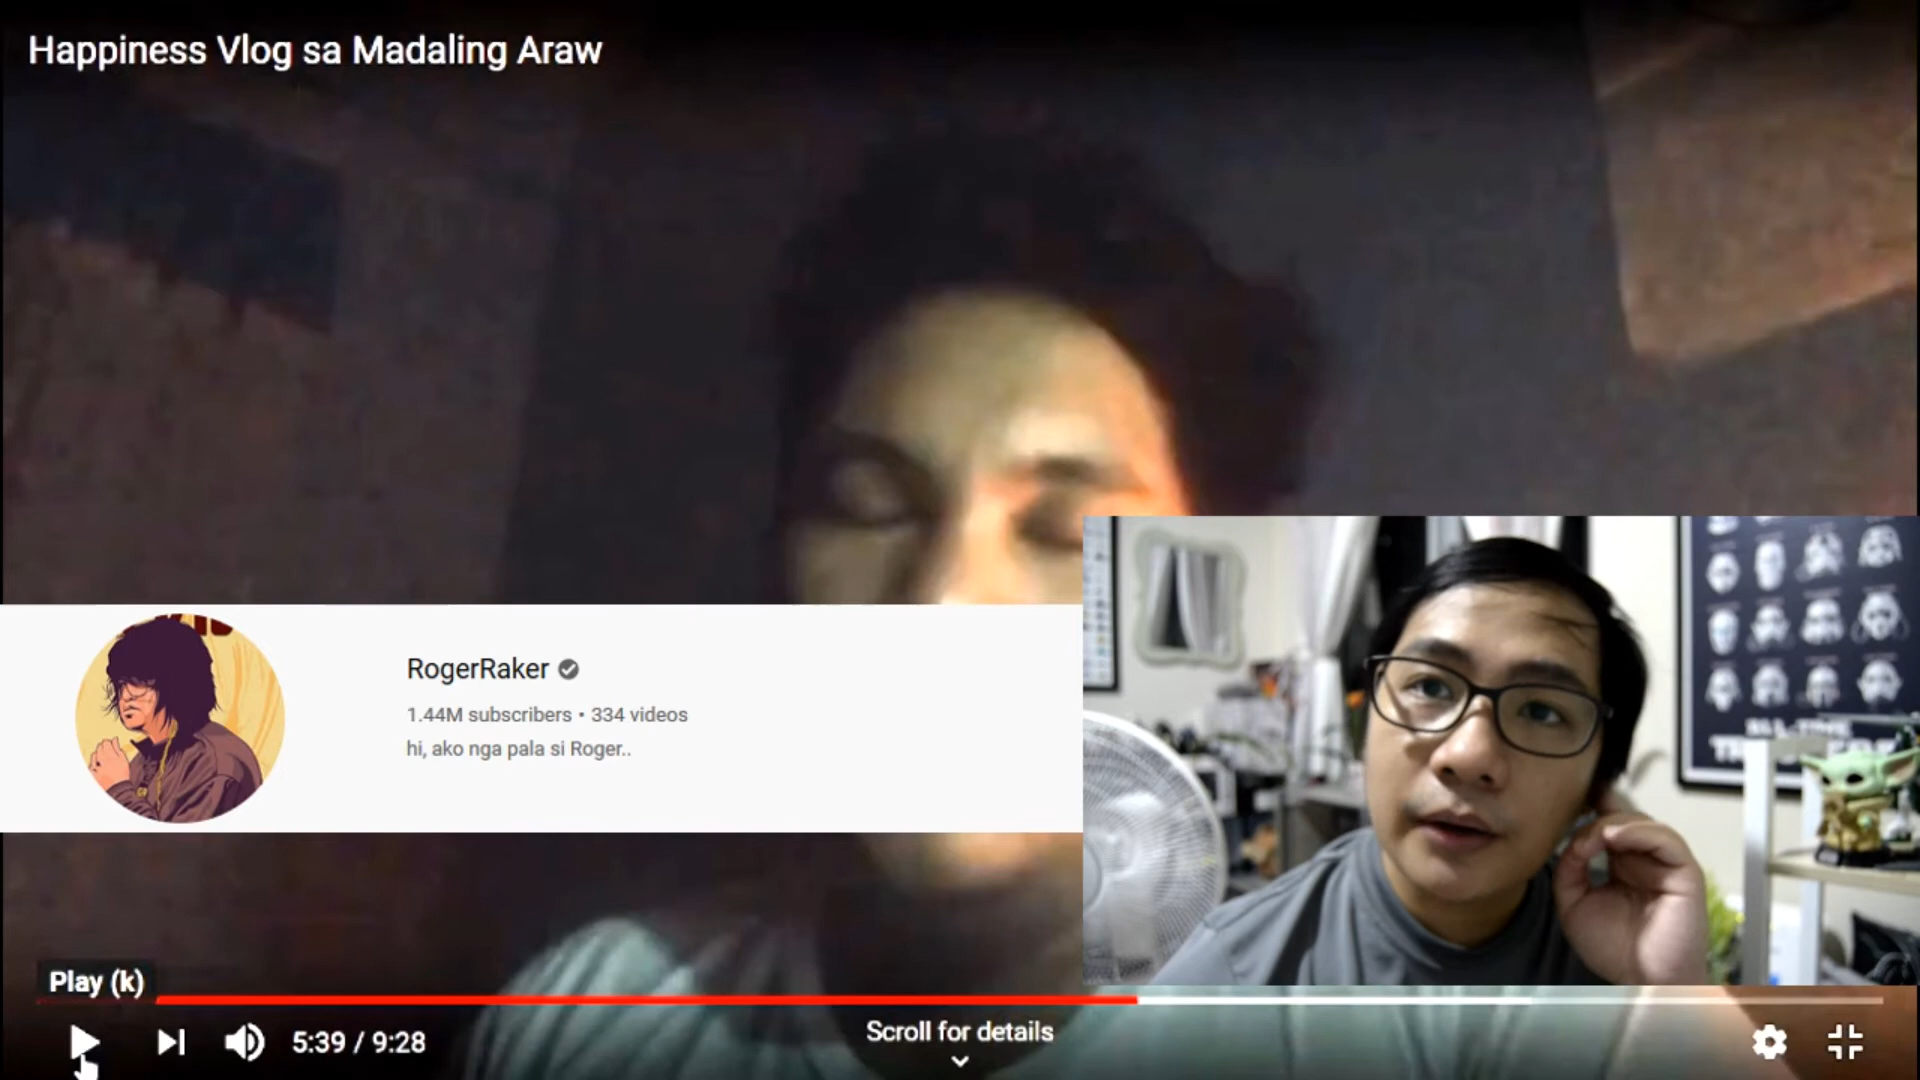 Happiness Vlog sa Madaling Araw
RogerRaker
1.44M subscribers • 334 videos
hi, ako nga pala si Roger..
Play (k)
5:39 / 9:28
Scroll for details